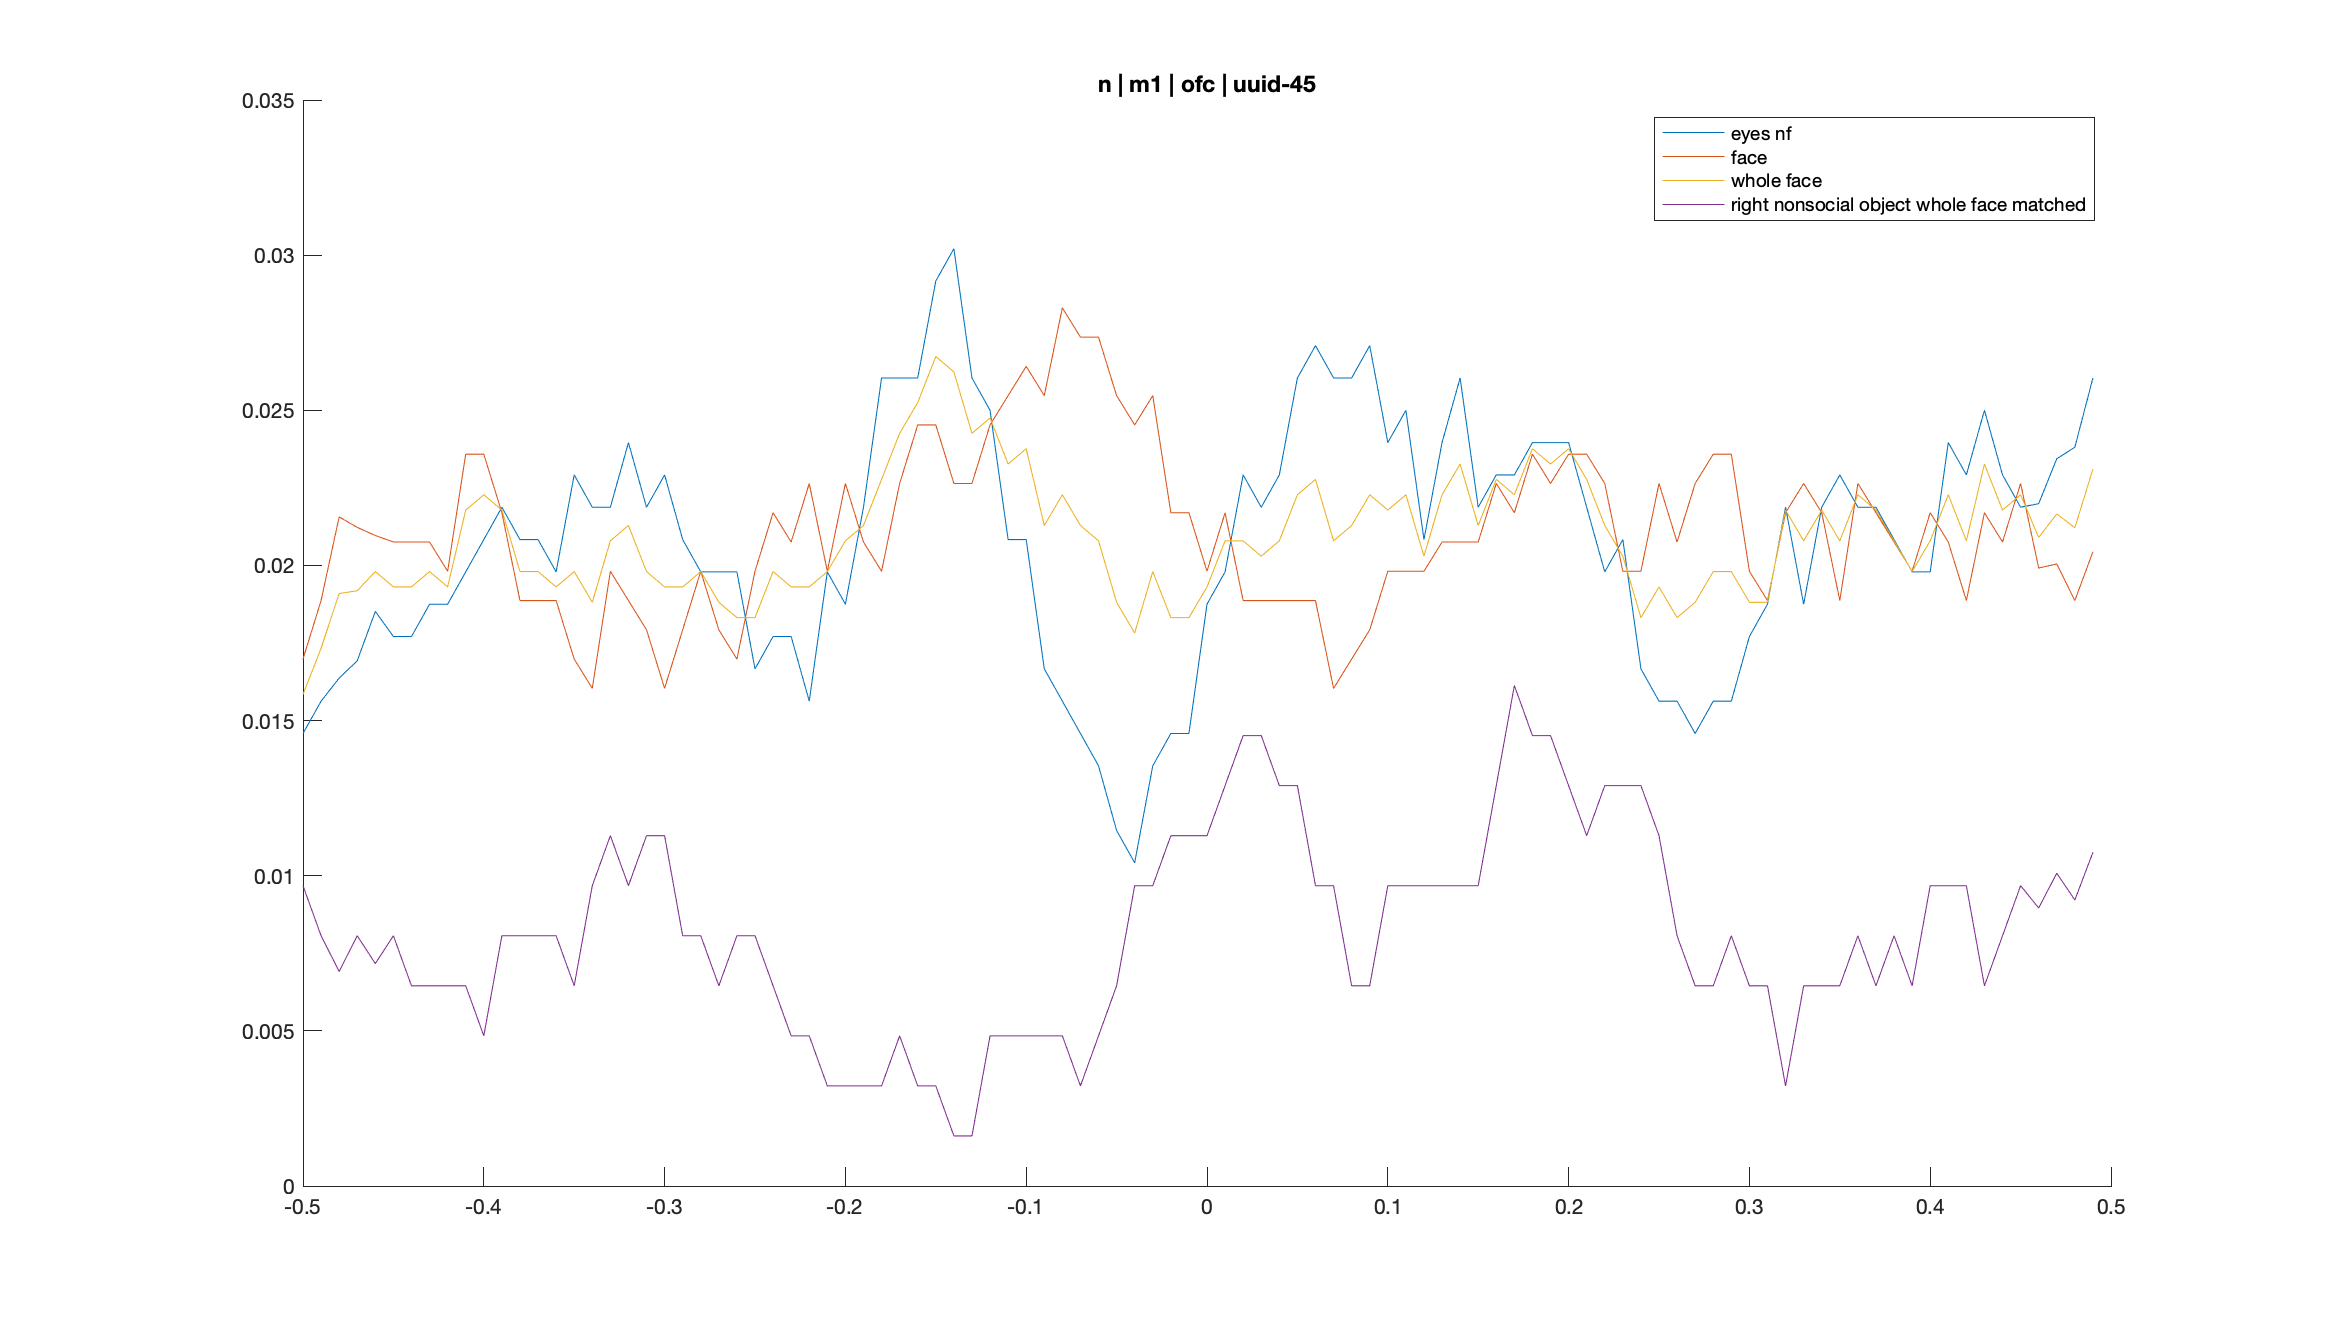 n | m1 | ofc | uuid-45
0.035
0.03
0.025
0.02
0.015
0.01
0.005
0
-0.5 -0.4 -0.3 -0.2 -0.1 0 0.1 0.2 0.3 0.4 0.5
eyes nf
face
whole face
right nonsocial object whole face matched